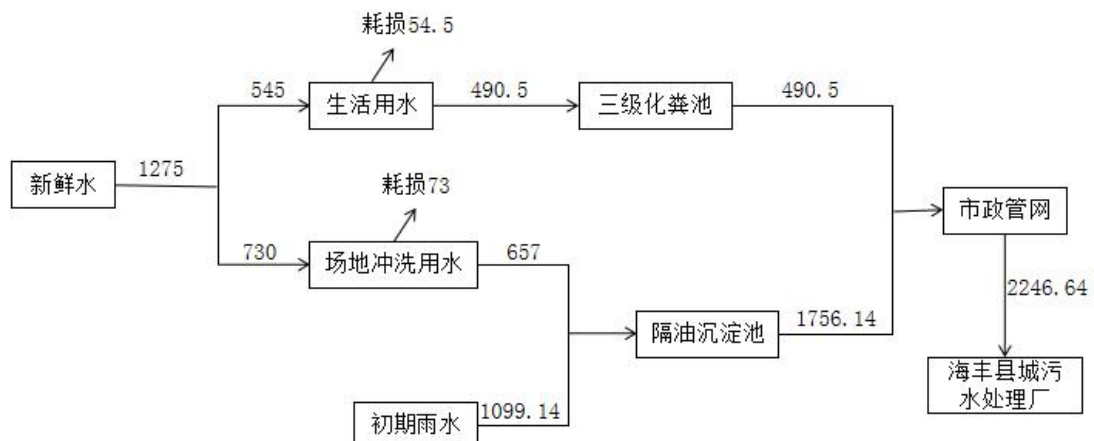 耗损54.5
545
生活用水
490.5
三级化粪池
490.5
新鲜水
1275
耗损73
市政管网
730
场地冲洗用水
657
2246.64
隔油沉淀池
1756.14
海丰县城污
水处理厂
初期雨水
1099.14